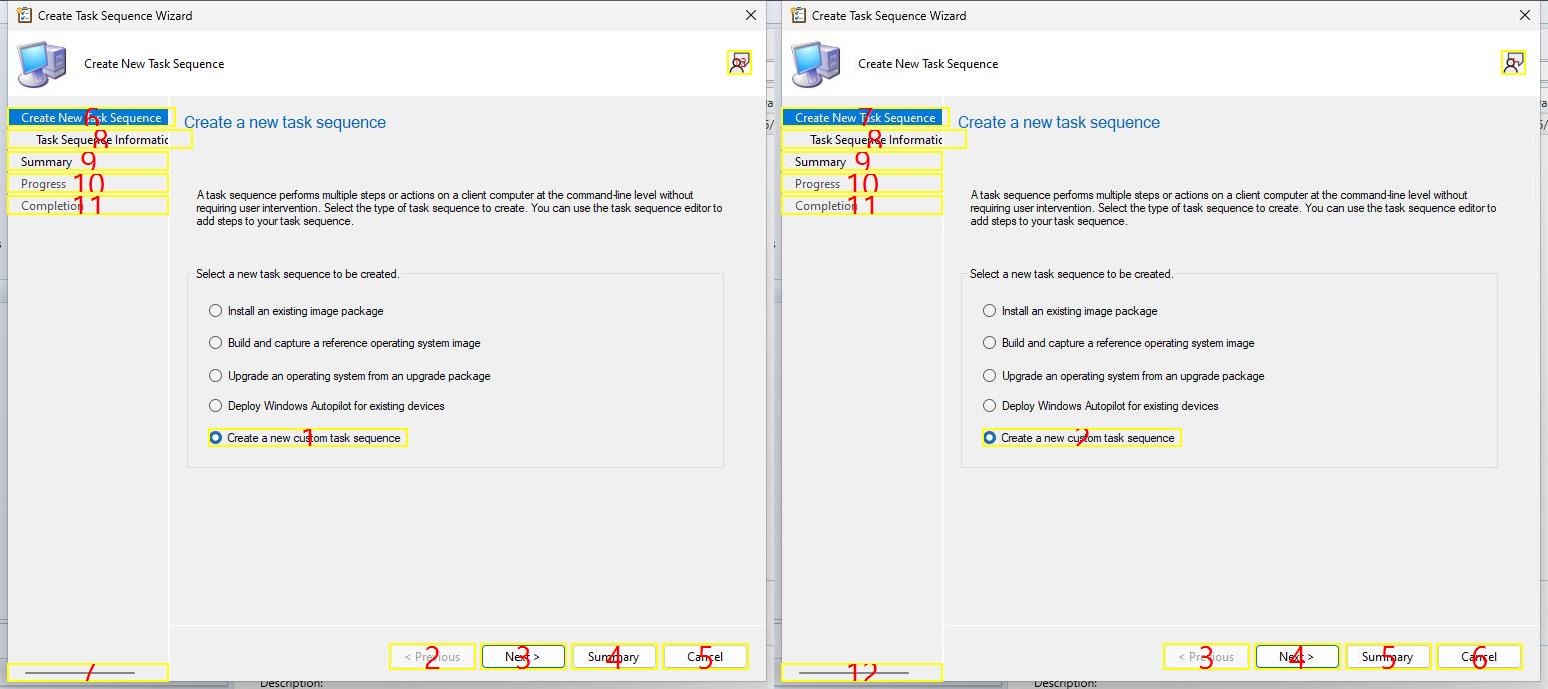 Create Task Sequence Wizard
Create New Task Sequence
Create New Task Sequence
6
Task Sequence Informatic
8
Summary
9
Progress
10
Completion
11
Create a new task sequence
A task sequence performs multiple steps or actions on a client computer at the command-line level without
requiring user intervention. Select the type of task sequence to create. You can use the task sequence editor to
add steps to your task sequence.
Select a new task sequence to be created.
Install an existing image package
Build and capture a reference operating system image
Upgrade an operating system from an upgrade package
Deploy Windows Autopilot for existing devices
Create a new custom task sequence
1
< Previous
2
Next >
3
Summary
4
Cancel
5
7
Description:
Create Task Sequence Wizard
Create New Task Sequence
Create New Task Sequence
7
Task Sequence Informatic
8
Summary
9
Progress
10
Completion
11
Create a new task sequence
A task sequence performs multiple steps or actions on a client computer at the command-line level without
requiring user intervention. Select the type of task sequence to create. You can use the task sequence editor to
add steps to your task sequence.
Select a new task sequence to be created.
Install an existing image package
Build and capture a reference operating system image
Upgrade an operating system from an upgrade package
Deploy Windows Autopilot for existing devices
Create a new custom task sequence
2
< Previous
3
Next >
4
Summary
5
Cancel
6
12
Description: